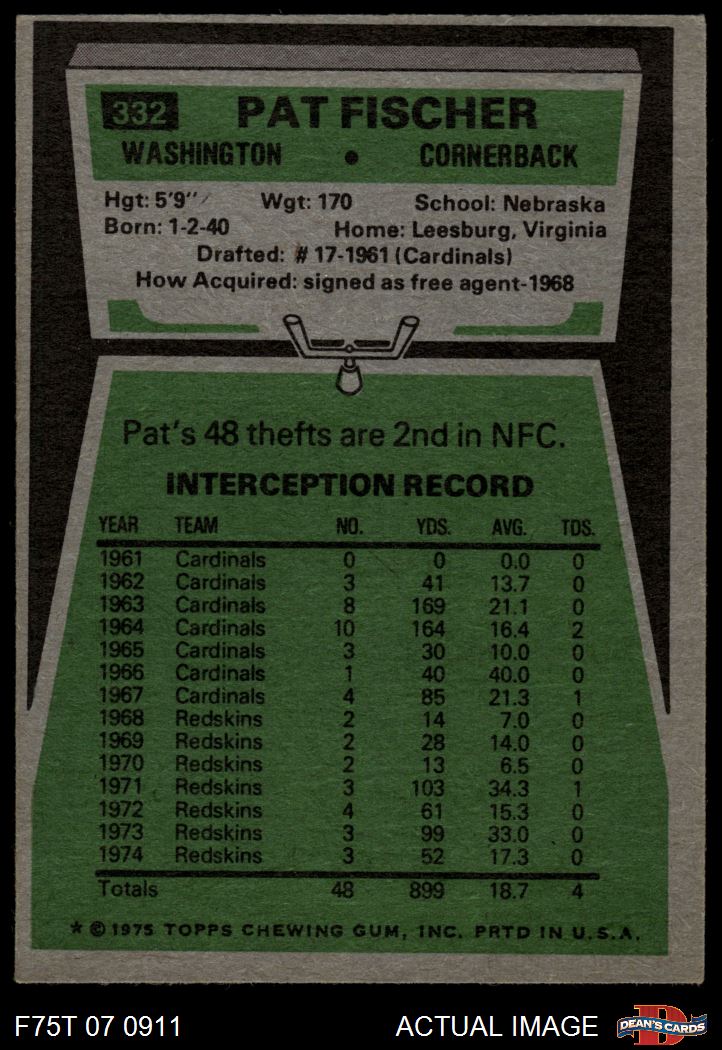 332 PAT FISCHER
WASHINGTON • CORNERBACK
Hgt: 5'9" Wgt: 170 School: Nebraska
Born: 1-2-40 Home: Leesburg, Virginia
Drafted: # 17-1961 (Cardinals)
How Acquired: signed as free agent-1968
Pat's 48 thefts are 2nd in NFC.
INTERCEPTION RECORD
YEAR TEAM NO. YDS. AVG. TDS.
1961 Cardinals 0 0 0.0 0
1962 Cardinals 3 41 13.7 0
1963 Cardinals 8 169 21.1 0
1964 Cardinals 10 164 16.4 2
1965 Cardinals 3 30 10.0 0
1966 Cardinals 1 40 40.0 0
1967 Cardinals 4 85 21.3 1
1968 Redskins 2 14 7.0 0
1969 Redskins 2 28 14.0 0
1970 Redskins 2 13 6.5 0
1971 Redskins 3 103 34.3 1
1972 Redskins 4 61 15.3 0
1973 Redskins 3 99 33.0 0
1974 Redskins 3 52 17.3 0
Totals 48 899 18.7 4
* © 1975 TOPPS CHEWING GUM, INC. PRTD IN U.S.A.
F75T 07 0911 ACTUAL IMAGE D DEAN'S CARDS